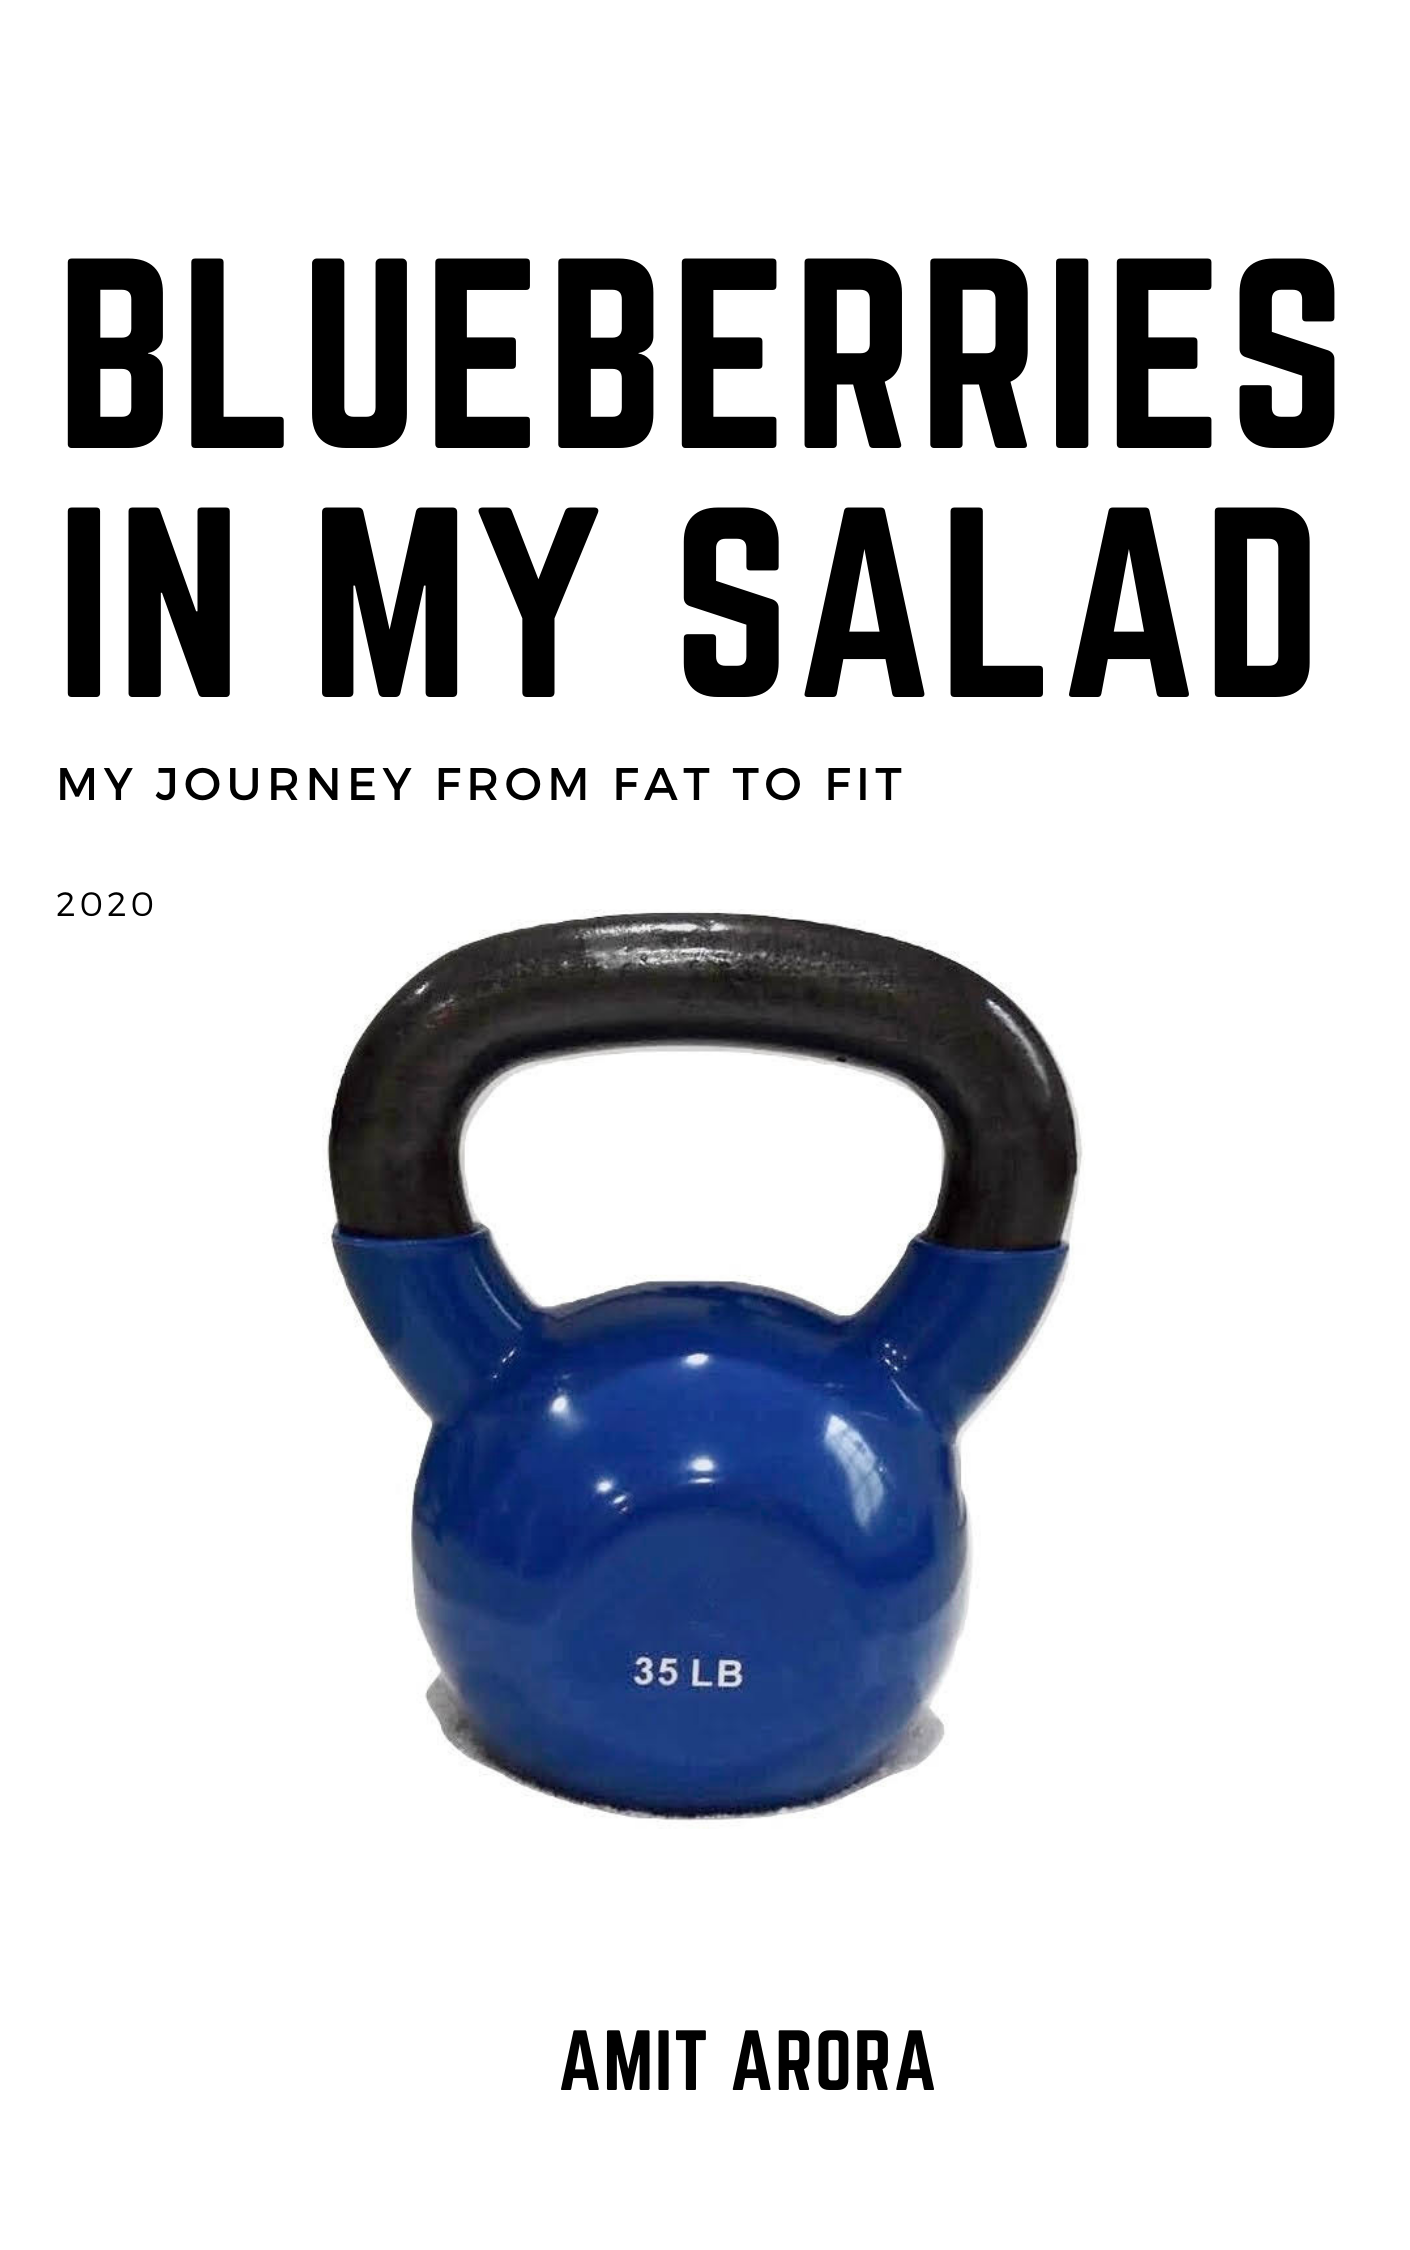 BLUEBERRIES
IN MY SALAD
MY JOURNEY FROM FAT TO FIT
2020
35 LB
AMIT ARORA